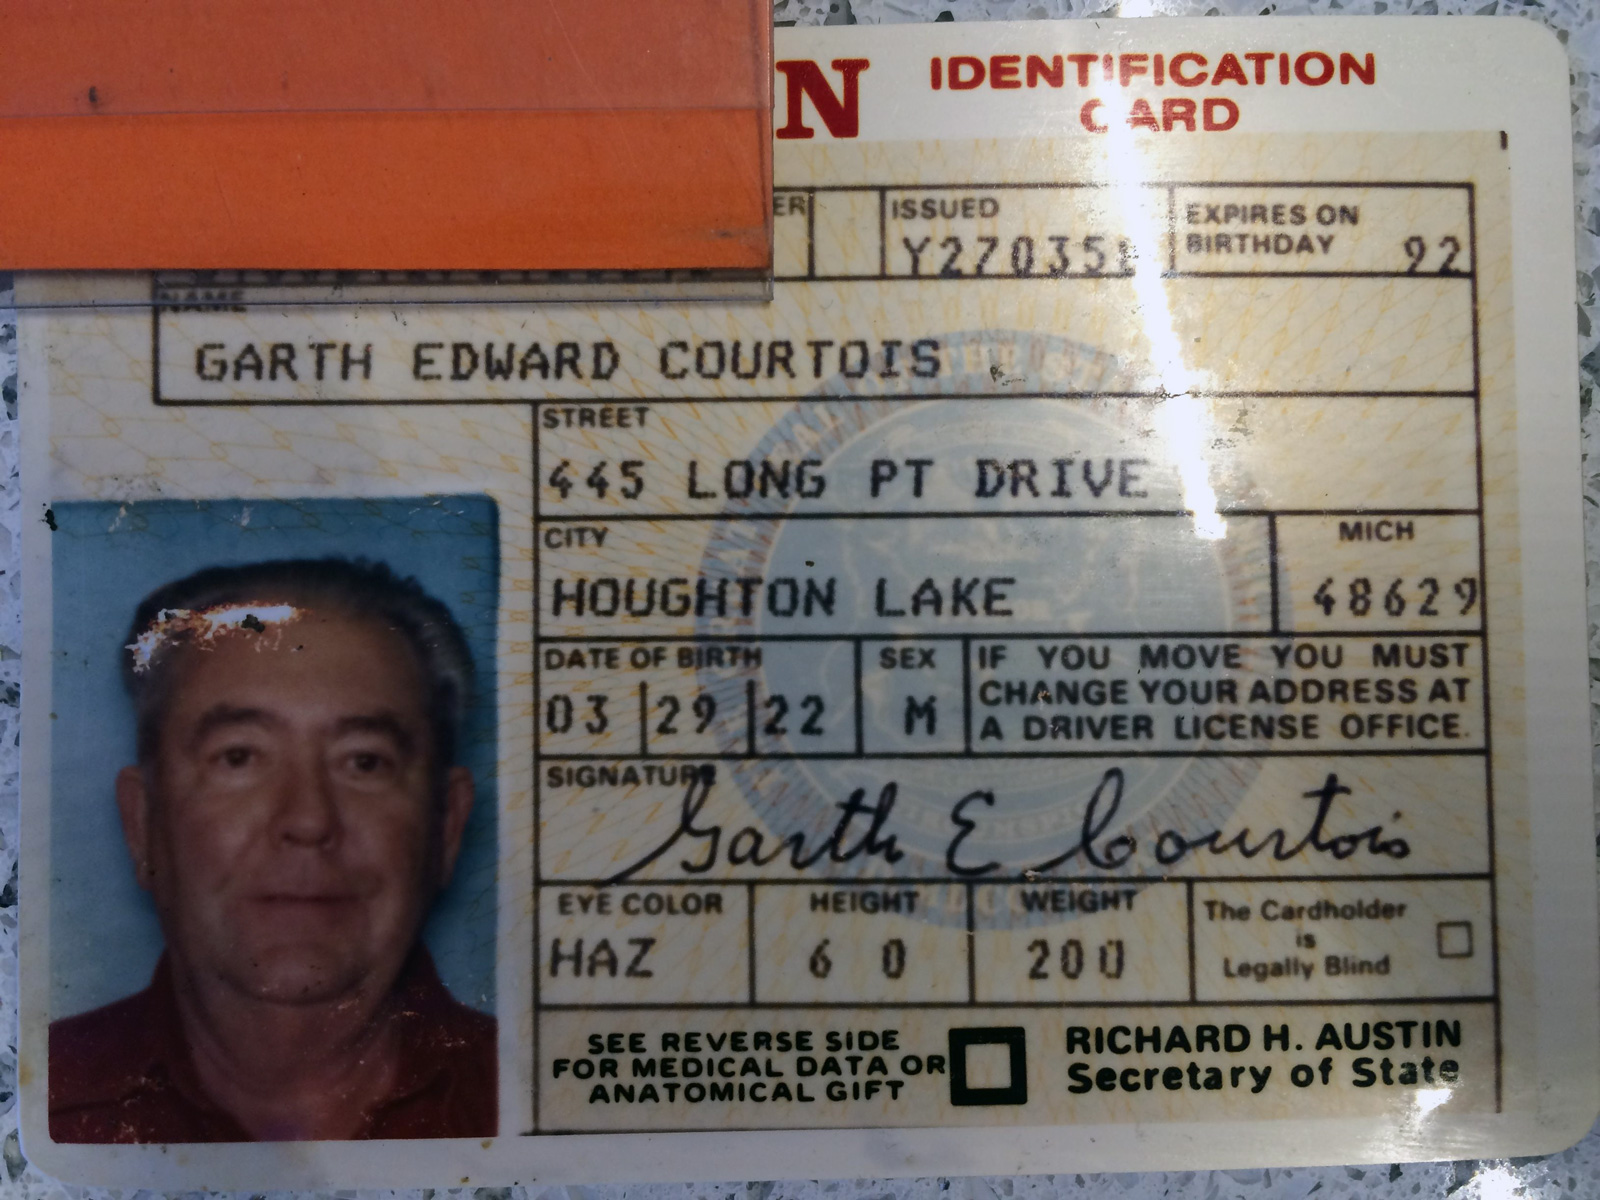 N IDENTIFICATION
CARD
ER ISSUED EXPIRES ON
BIRTHDAY 92
NAME
GARTH EDWARD COURTOIS
STREET
445 LONG PT DRIVE
CITY MICH
HOUGHTON LAKE 48629
DATE OF BIRTH SEX
03 29 22 M
IF YOU MOVE YOU MUST
CHANGE YOUR ADDRESS AT
A DRIVER LICENSE OFFICE.
SIGNATURE
Garth E Courtois
EYE COLOR HEIGHT WEIGHT
HAZ 6 0 200
The Cardholder
is
Legally Blind
SEE REVERSE SIDE
FOR MEDICAL DATA OR
ANATOMICAL GIFT
RICHARD H. AUSTIN
Secretary of State